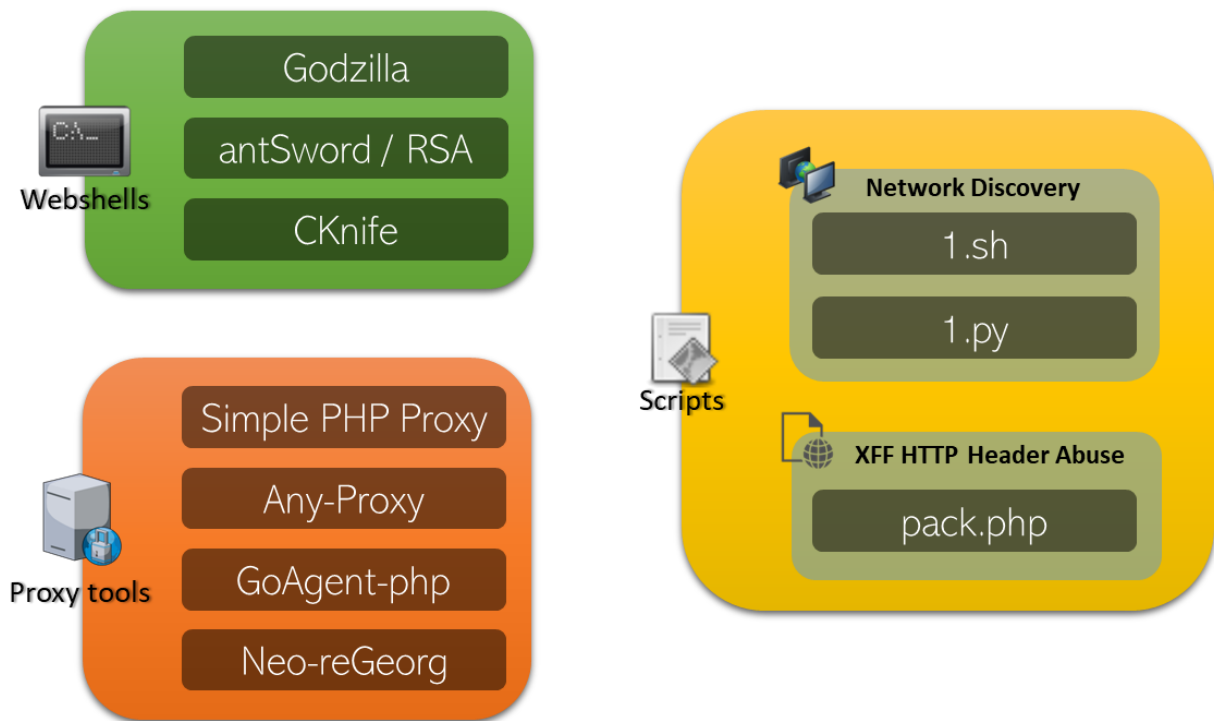 Godzilla
antSword / RSA
CKnife
C:\_
Webshells
Simple PHP Proxy
Any-Proxy
GoAgent-php
Neo-reGeorg
Proxy tools
Network Discovery
1.sh
1.py
Scripts
XFF HTTP Header Abuse
pack.php